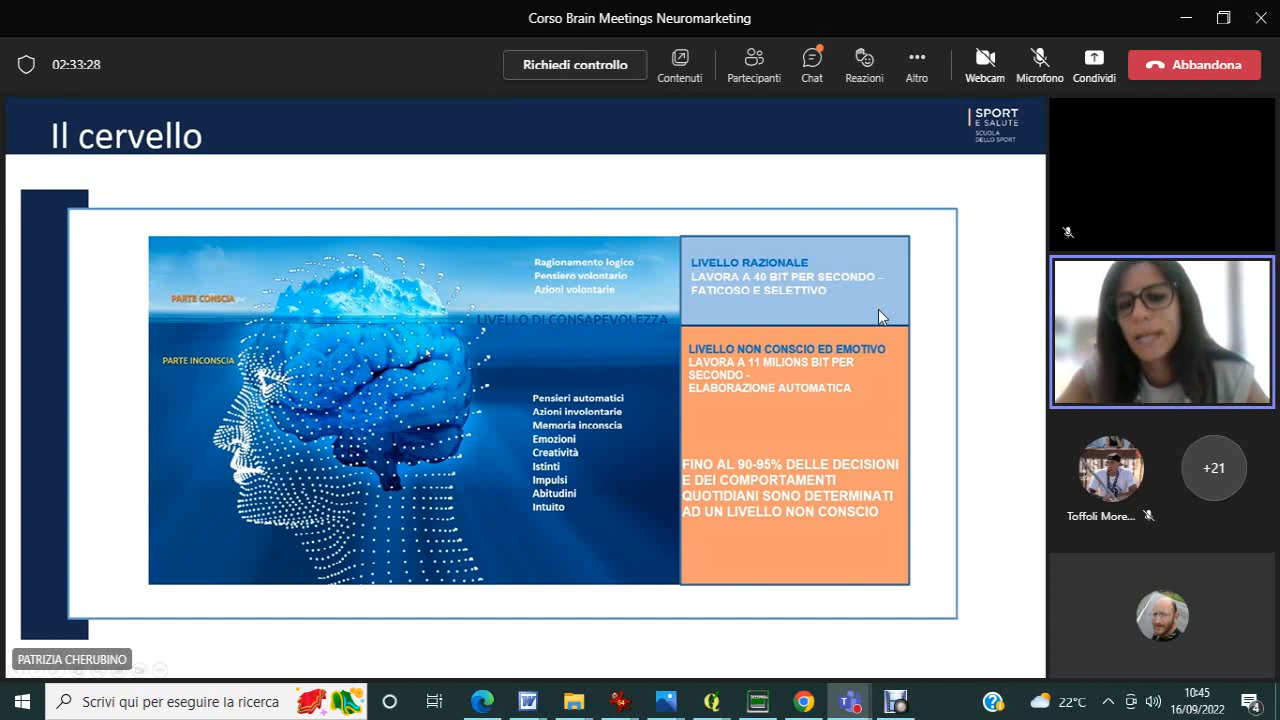 Corso Brain Meetings Neuromarketing
02:33:28
Richiedi controllo
Contenuti
Partecipanti
Chat
Reazioni
Altro
Webcam
Microfono
Condividi
Abbandona
Il cervello
SPORT
E SALUTE
SCUOLA
DELLO SPORT
PARTE CONSCIA
PARTE INCONSCIA
Ragionamento logico
Pensiero volontario
Azioni volontarie
LIVELLO DI CONSAPEVOLEZZA
Pensieri automatici
Azioni involontarie
Memoria inconscia
Emozioni
Creatività
Istinti
Impulsi
Abitudini
Intuito
LIVELLO RAZIONALE
LAVORA A 40 BIT PER SECONDO –
FATICOSO E SELETTIVO
LIVELLO NON CONSCIO ED EMOTIVO
LAVORA A 11 MILIONS BIT PER
SECONDO -
ELABORAZIONE AUTOMATICA
FINO AL 90-95% DELLE DECISIONI
E DEI COMPORTAMENTI
QUOTIDIANI SONO DETERMINATI
AD UN LIVELLO NON CONSCIO
+21
Toffoli More...
PATRIZIA CHERUBINO
Scrivi qui per eseguire la ricerca
22°C
10:45
16/09/2022
4